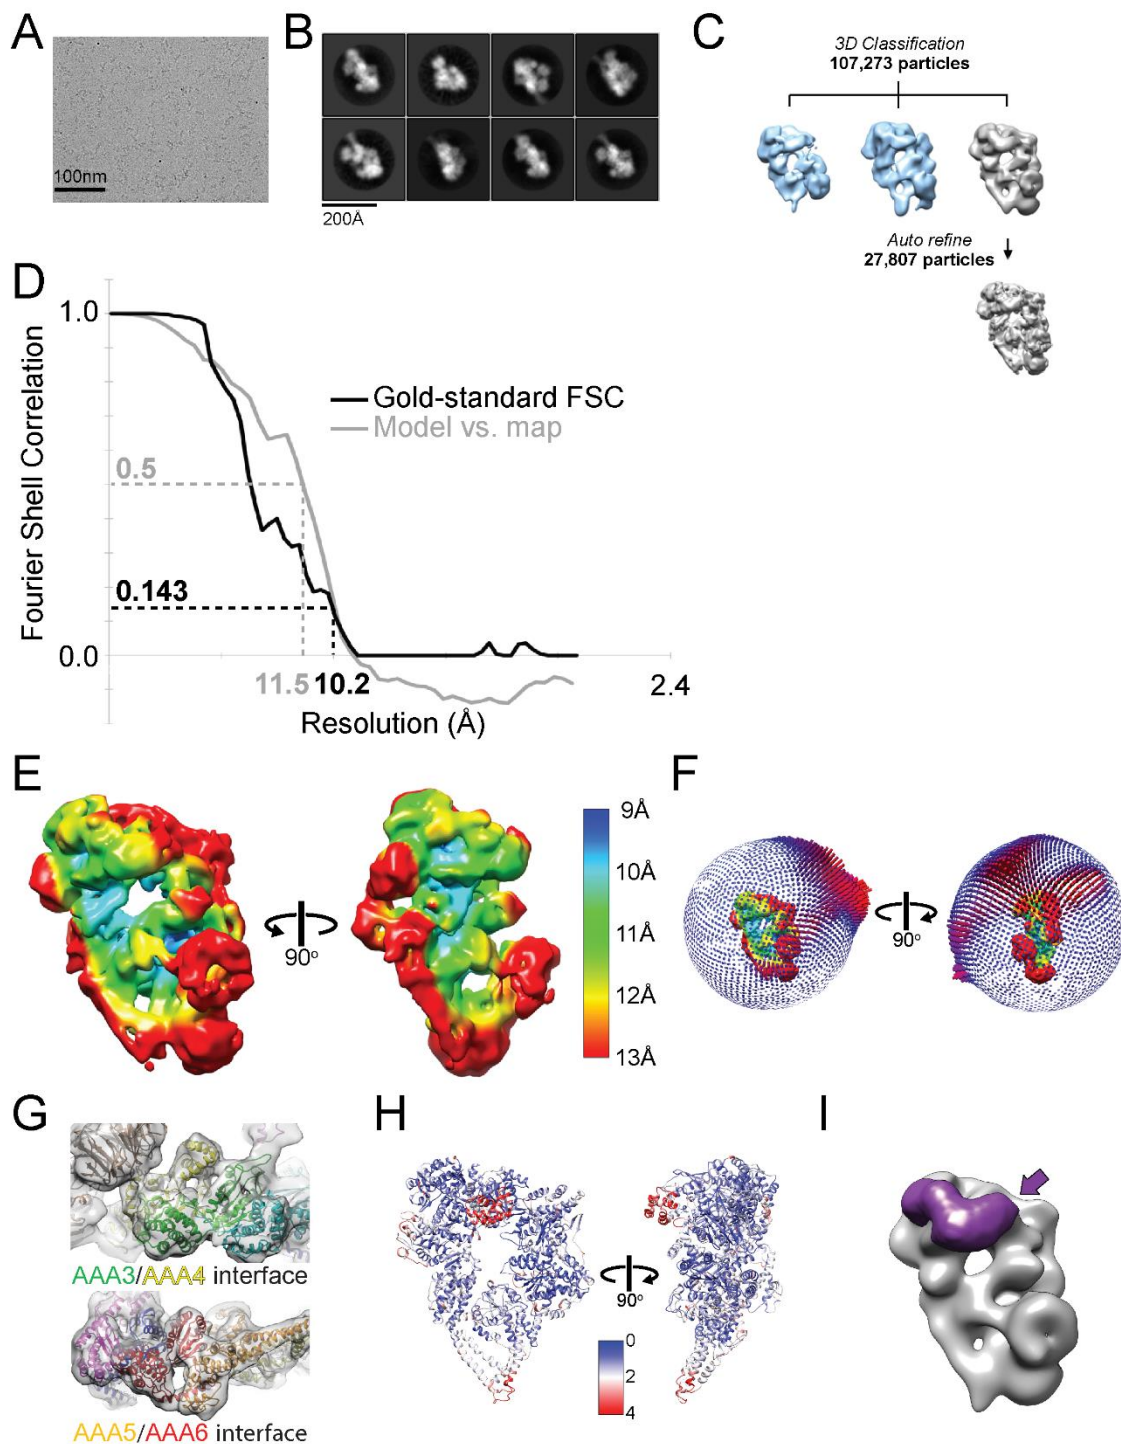 A
100nm
B
200Å
C
3D Classification
107,273 particles
Auto refine
27,807 particles
D
Fourier Shell Correlation
1.0
0.5
0.143
0.0
Gold-standard FSC
Model vs. map
11.5
10.2
2.4
Resolution (Å)
E
90°
9Å
10Å
11Å
12Å
13Å
F
90°
G
AAA3/AAA4 interface
AAA5/AAA6 interface
H
90°
0
2
4
I